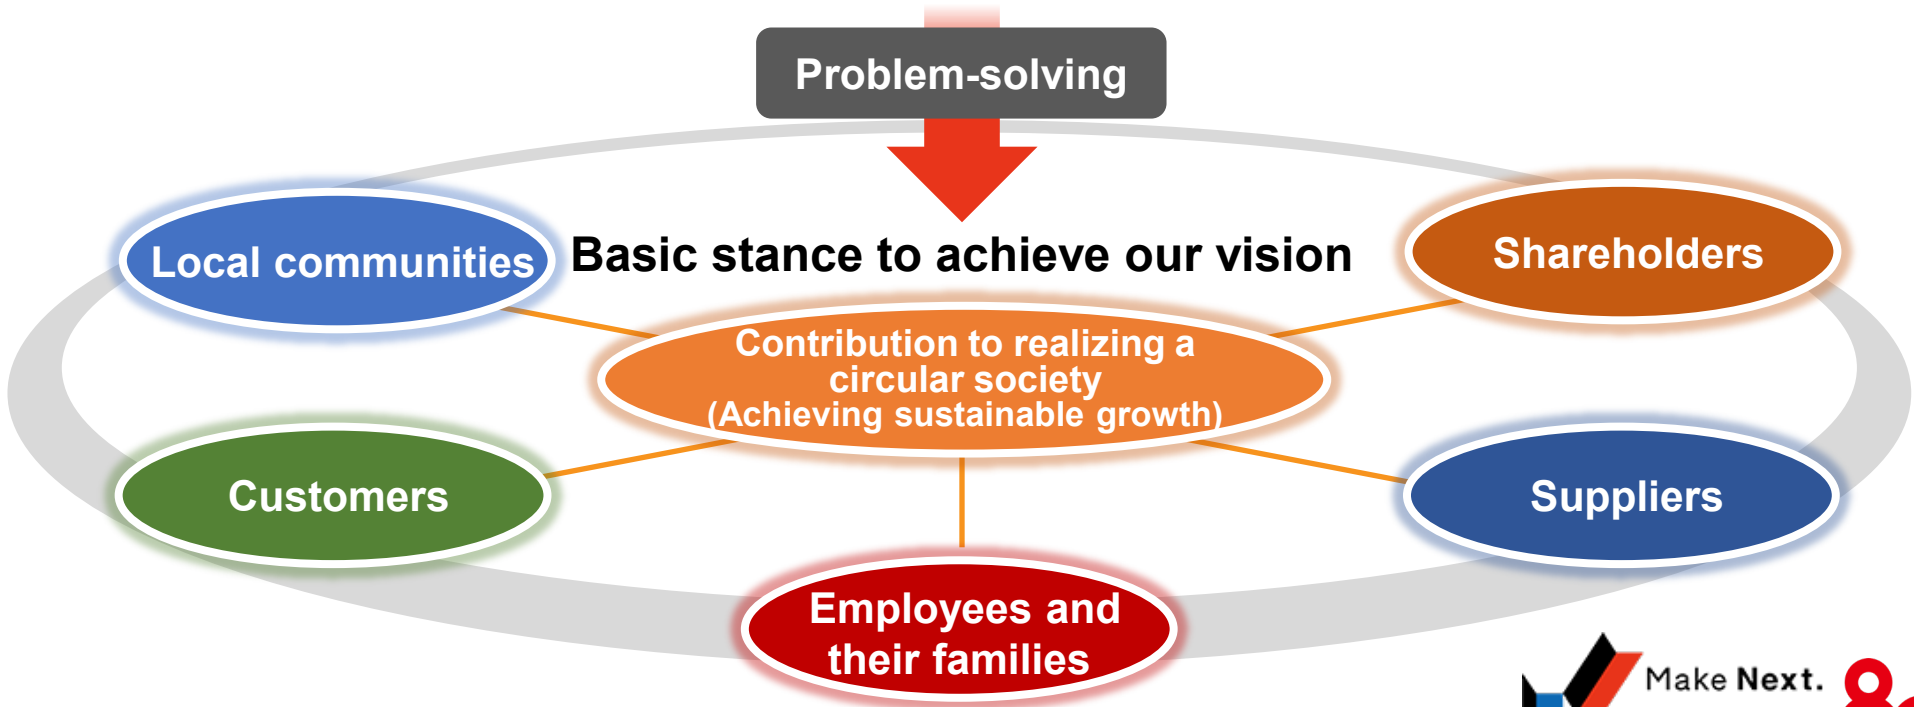 Problem-solving
Local communities
Basic stance to achieve our vision
Shareholders
Contribution to realizing a
circular society
(Achieving sustainable growth)
Customers
Suppliers
Employees and
their families
Make Next.